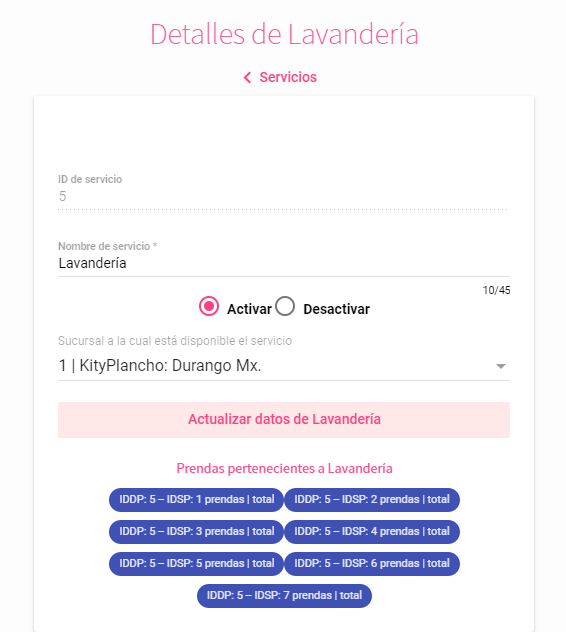 Detalles de Lavandería
Servicios
ID de servicio
5
Nombre de servicio *
Lavandería
10/45
Activar Desactivar
Sucursal a la cual está disponible el servicio
1 | KityPlancho: Durango Mx.
Actualizar datos de Lavandería
Prendas pertenecientes a Lavandería
IDDP: 5 – IDSP: 1 prendas | total IDDP: 5 – IDSP: 2 prendas | total
IDDP: 5 – IDSP: 3 prendas | total IDDP: 5 – IDSP: 4 prendas | total
IDDP: 5 – IDSP: 5 prendas | total IDDP: 5 – IDSP: 6 prendas | total
IDDP: 5 – IDSP: 7 prendas | total